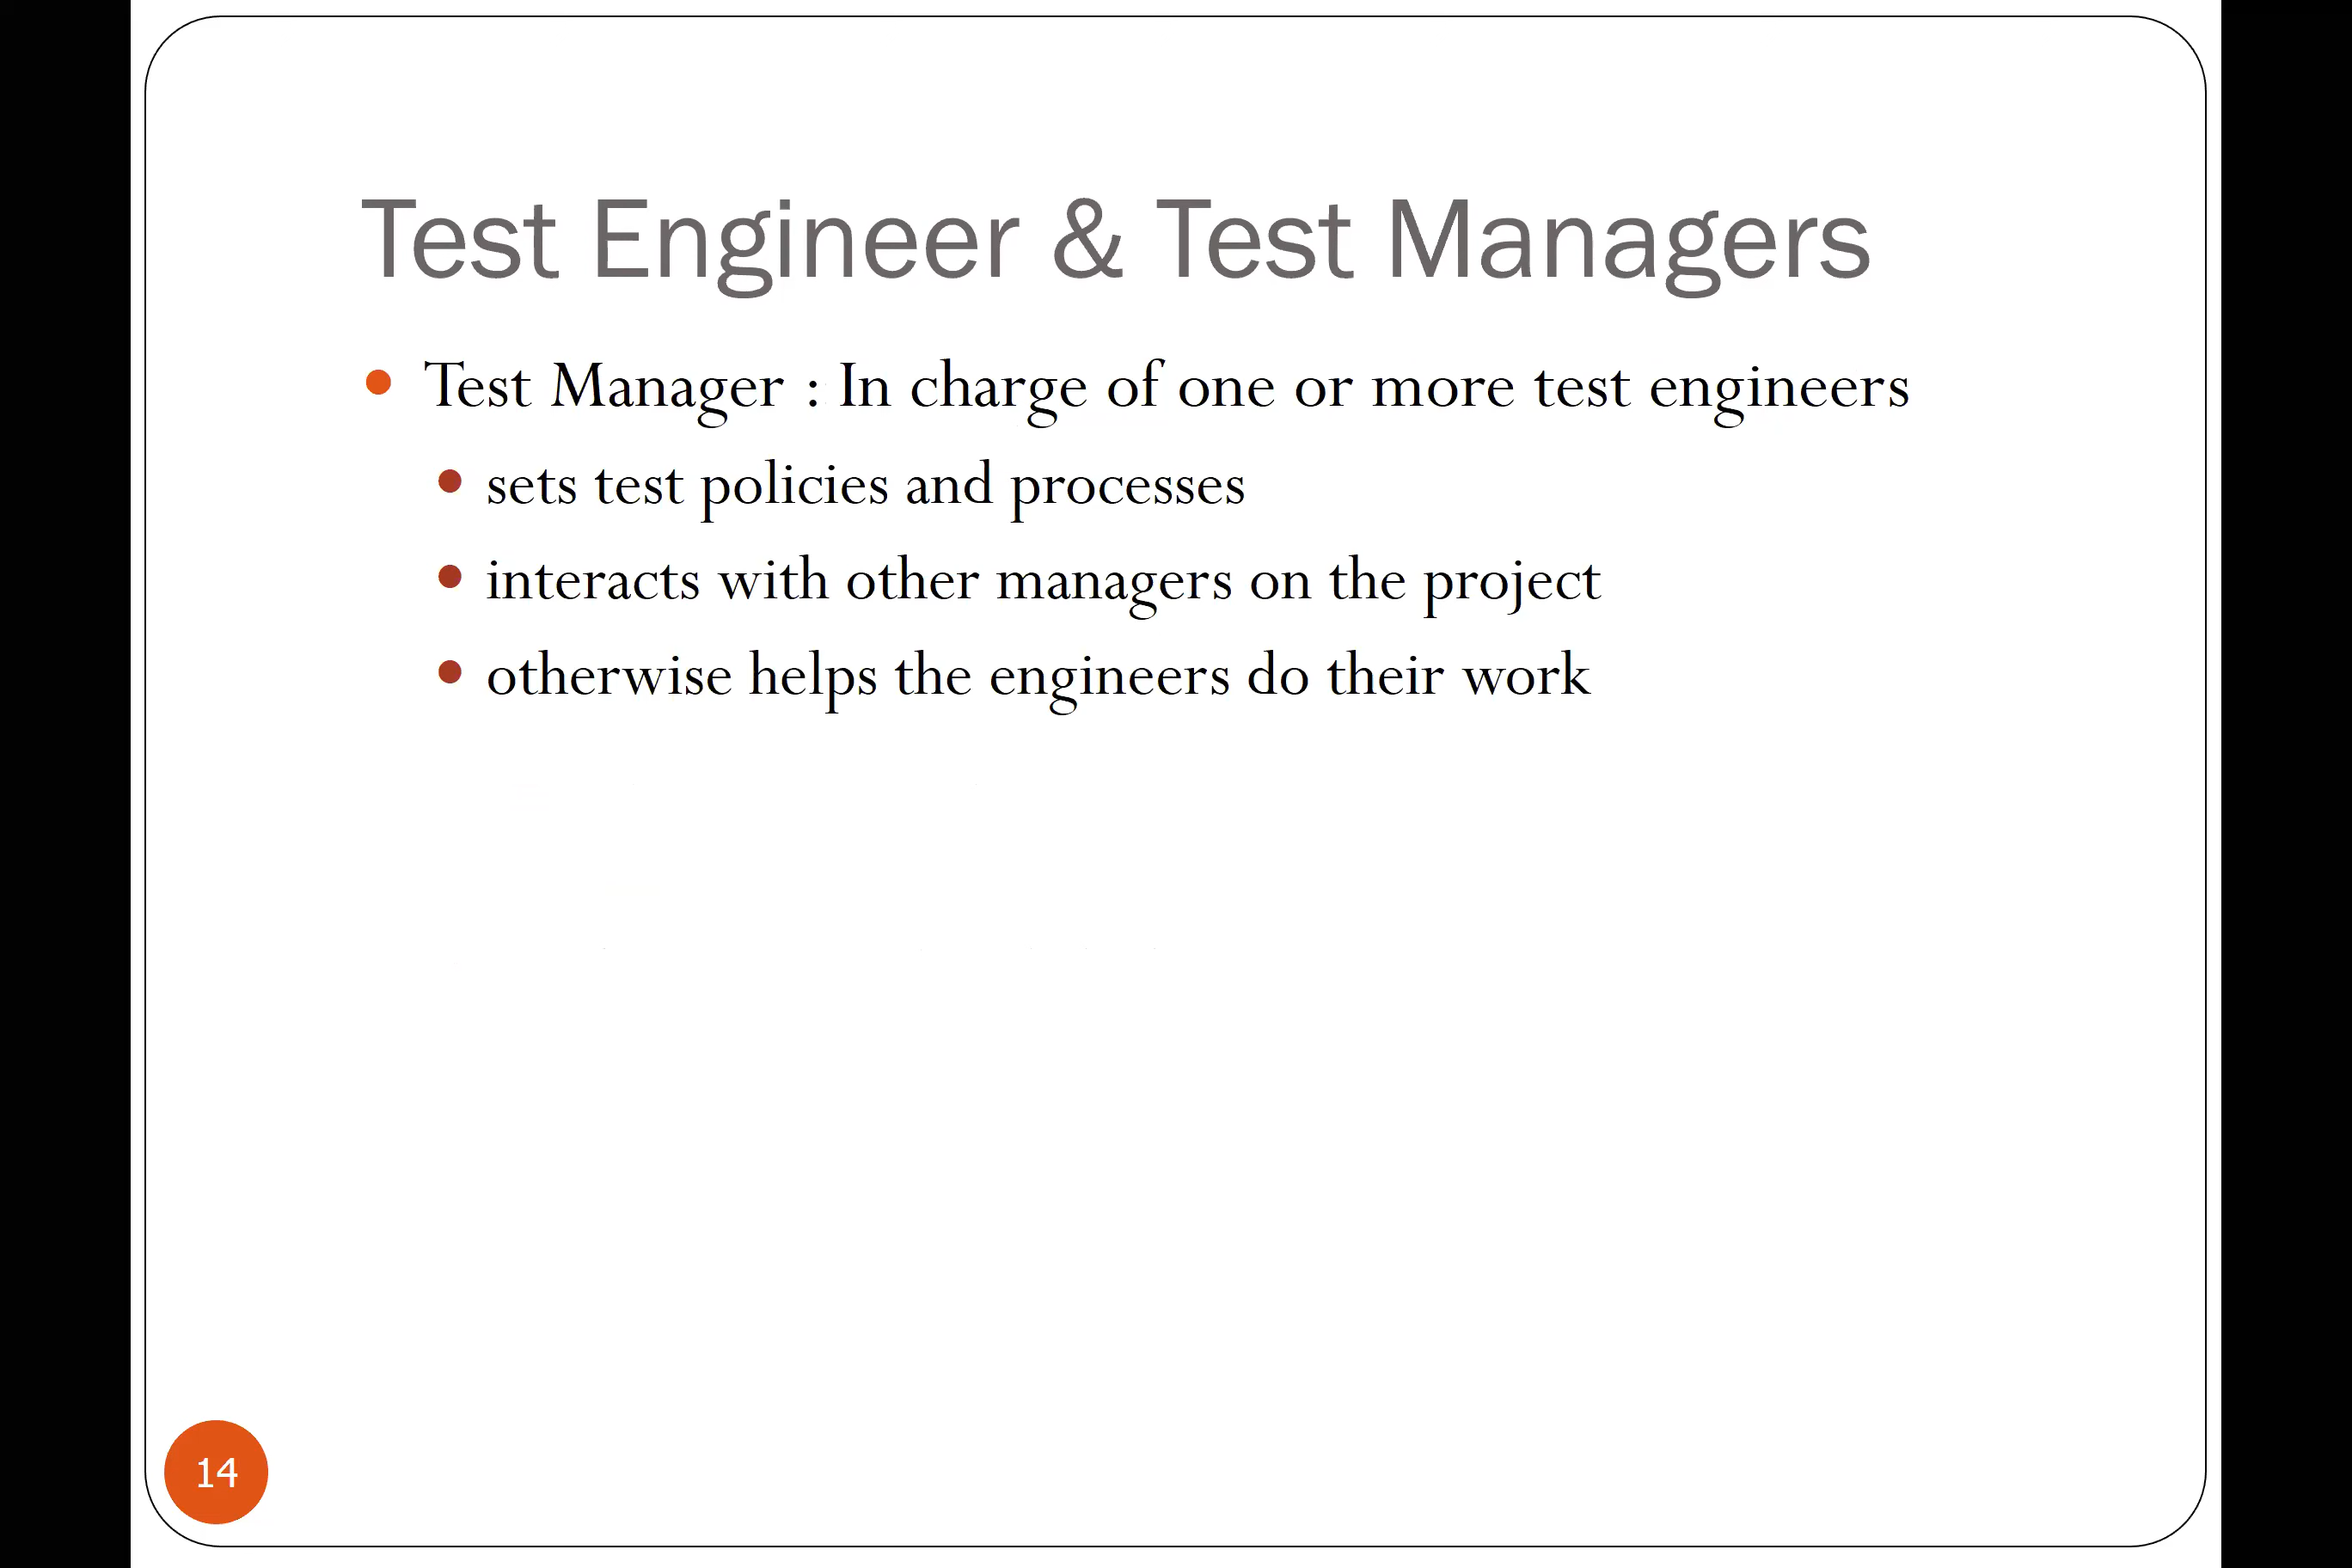 Test Engineer & Test Managers
Test Manager : In charge of one or more test engineers
sets test policies and processes
interacts with other managers on the project
otherwise helps the engineers do their work
14